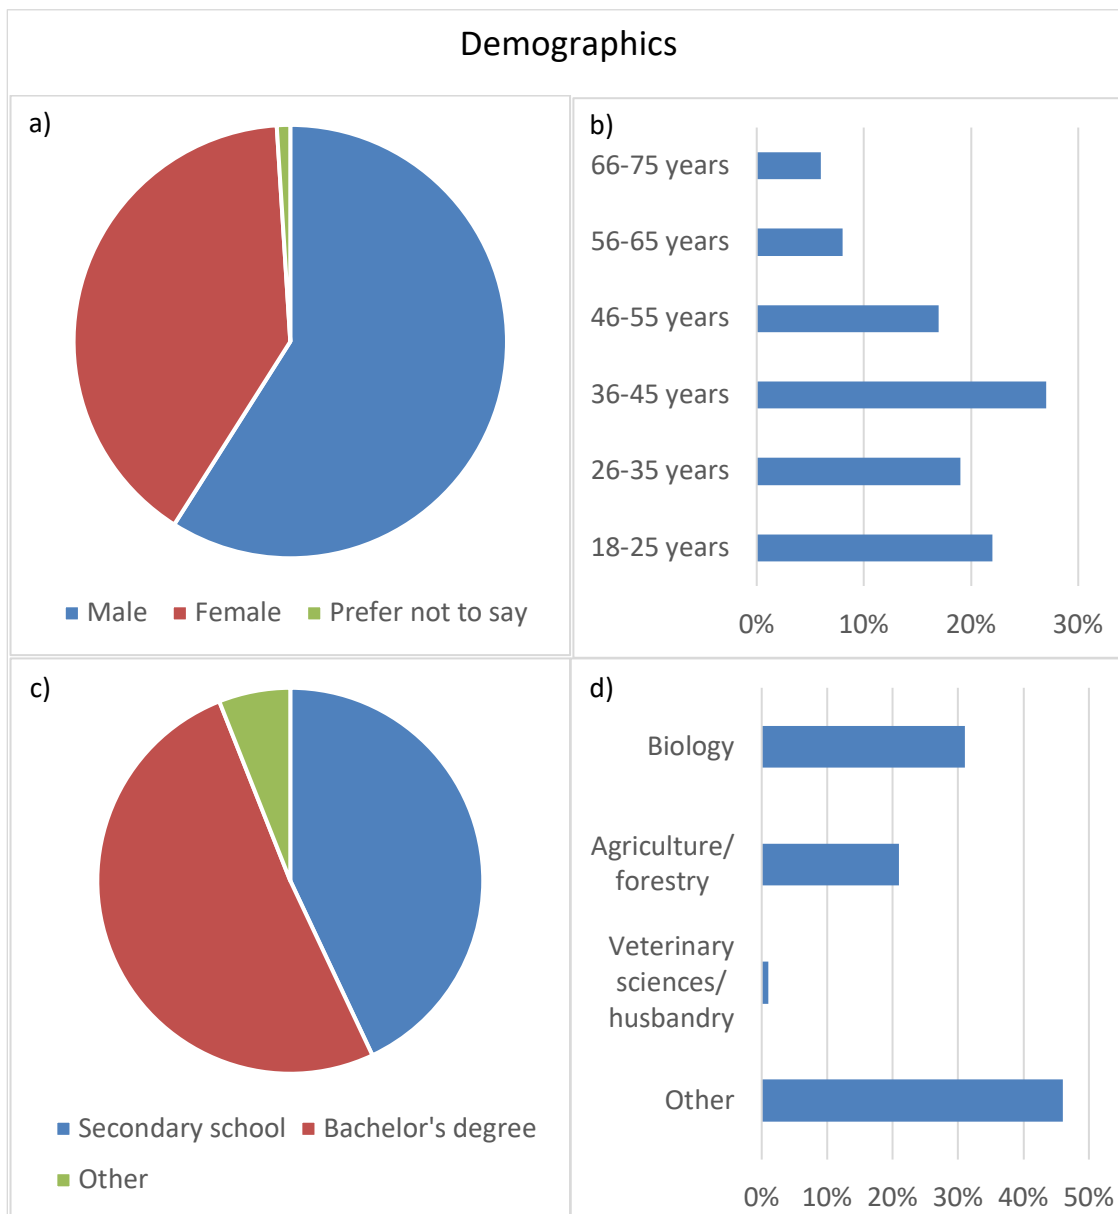 Demographics
a)
Male Female Prefer not to say
b)
66-75 years
56-65 years
46-55 years
36-45 years
26-35 years
18-25 years
0% 10% 20% 30%
c)
Secondary school Bachelor's degree
Other
d)
Biology
Agriculture/
forestry
Veterinary
sciences/
husbandry
Other
0% 10% 20% 30% 40% 50%